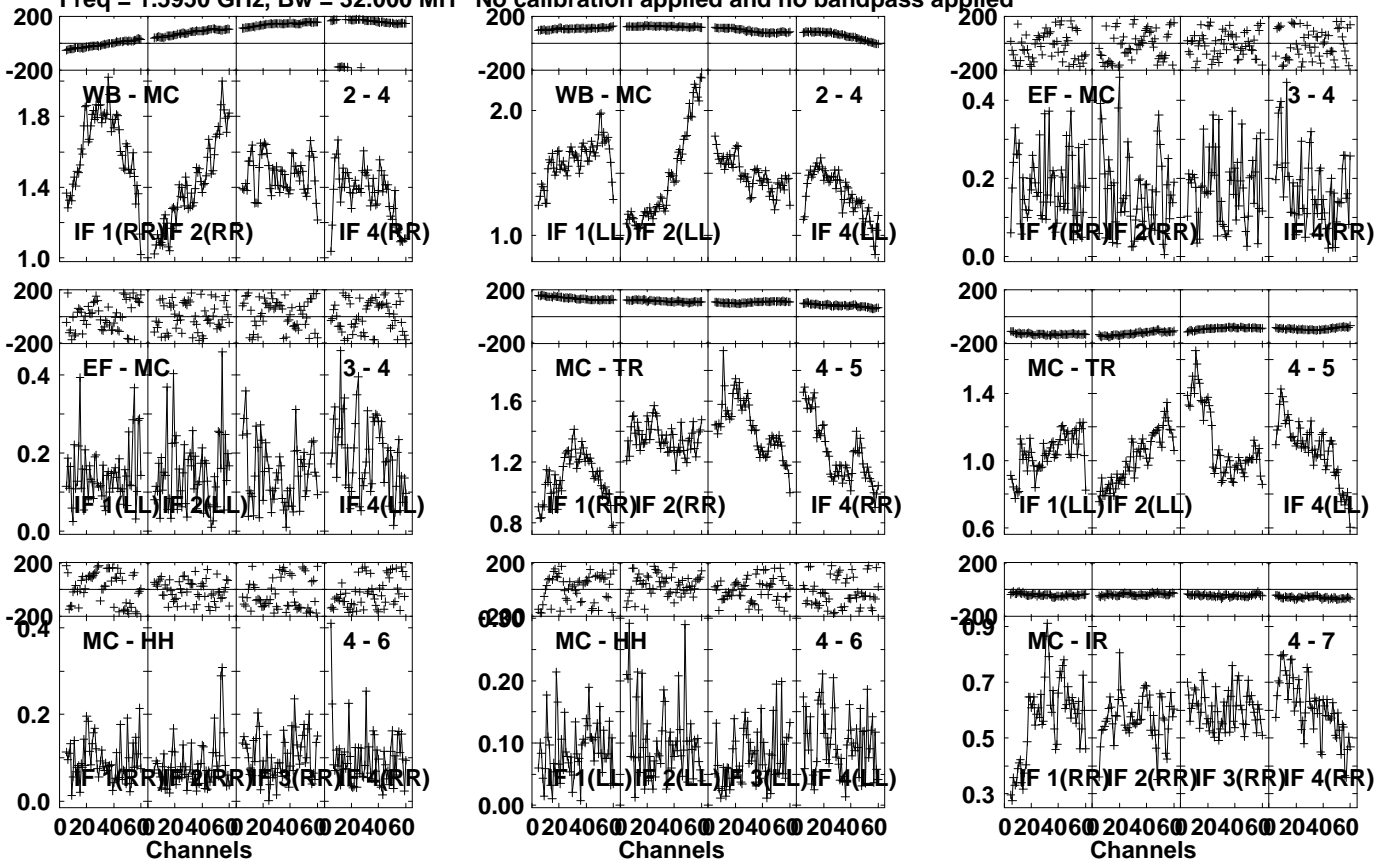 Freq = 1.5950 GHz, Bw = 32.000 MH No calibration applied and no bandpass applied
200
-200
WB - MC 2 - 4
1.8
1.4
1.0
IF 1(RR) IF 2(RR) IF 4(RR)
200
-200
WB - MC 2 - 4
2.0
1.0
IF 1(LL) IF 2(LL) IF 4(LL)
200
-200
EF - MC 3 - 4
0.4
0.2
0.0
IF 1(RR) IF 2(RR) IF 4(RR)
200
-200
EF - MC 3 - 4
0.4
0.2
0.0
IF 1(LL) IF 2(LL) IF 4(LL)
200
-200
MC - TR 4 - 5
1.6
1.2
0.8
IF 1(RR) IF 2(RR) IF 4(RR)
200
-200
MC - TR 4 - 5
1.4
1.0
0.6
IF 1(LL) IF 2(LL) IF 4(LL)
200
-200
MC - HH 4 - 6
0.4
0.2
0.0
IF 1(RR) IF 2(RR) IF 3(RR) IF 4(RR)
0 20 40 60 0 20 40 60 0 20 40 60 0 20 40 60
Channels
200
-200
0.30
MC - HH 4 - 6
0.20
0.10
0.00
IF 1(LL) IF 2(LL) IF 3(LL) IF 4(LL)
0 20 40 60 0 20 40 60 0 20 40 60 0 20 40 60
Channels
200
-200
0.9
MC - IR 4 - 7
0.7
0.5
0.3
IF 1(RR) IF 2(RR) IF 3(RR) IF 4(RR)
0 20 40 60 0 20 40 60 0 20 40 60 0 20 40 60
Channels